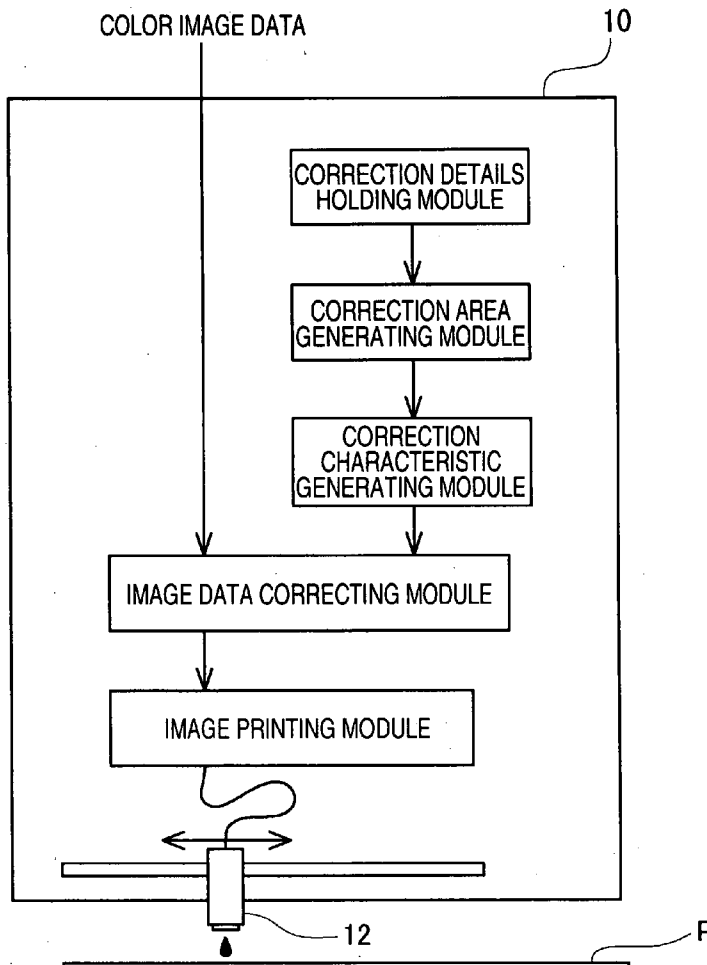 COLOR IMAGE DATA
10
CORRECTION DETAILS
HOLDING MODULE
CORRECTION AREA
GENERATING MODULE
CORRECTION
CHARACTERISTIC
GENERATING MODULE
IMAGE DATA CORRECTING MODULE
IMAGE PRINTING MODULE
12
P